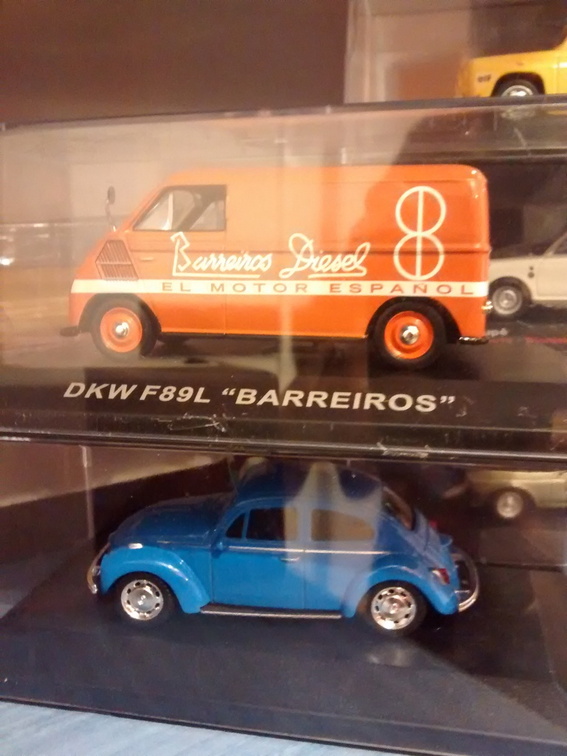 Barreiros Diesel
EL MOTOR ESPAÑOL
DKW F89L "BARREIROS"